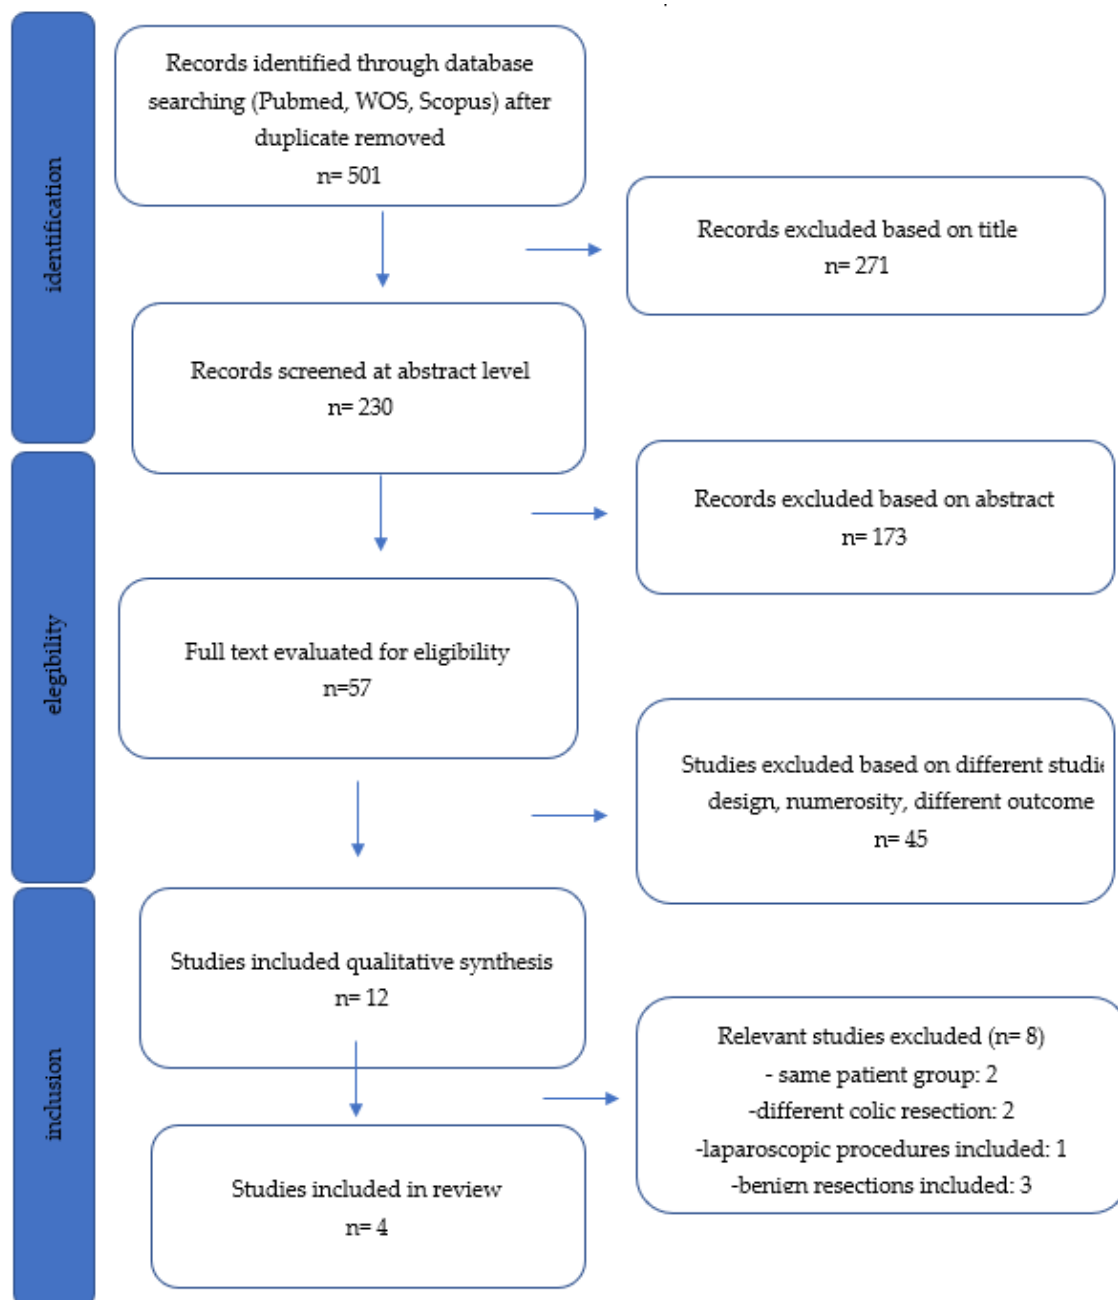 identification
Records identified through database
searching (Pubmed, WOS, Scopus) after
duplicate removed
n= 501
Records excluded based on title
n= 271
Records screened at abstract level
n= 230
Records excluded based on abstract
n= 173
elegibility
Full text evaluated for eligibility
n=57
Studies excluded based on different studie
design, numerosity, different outcome
n= 45
inclusion
Studies included qualitative synthesis
n= 12
Relevant studies excluded (n= 8)
- same patient group: 2
-different colic resection: 2
-laparoscopic procedures included: 1
-benign resections included: 3
Studies included in review
n= 4